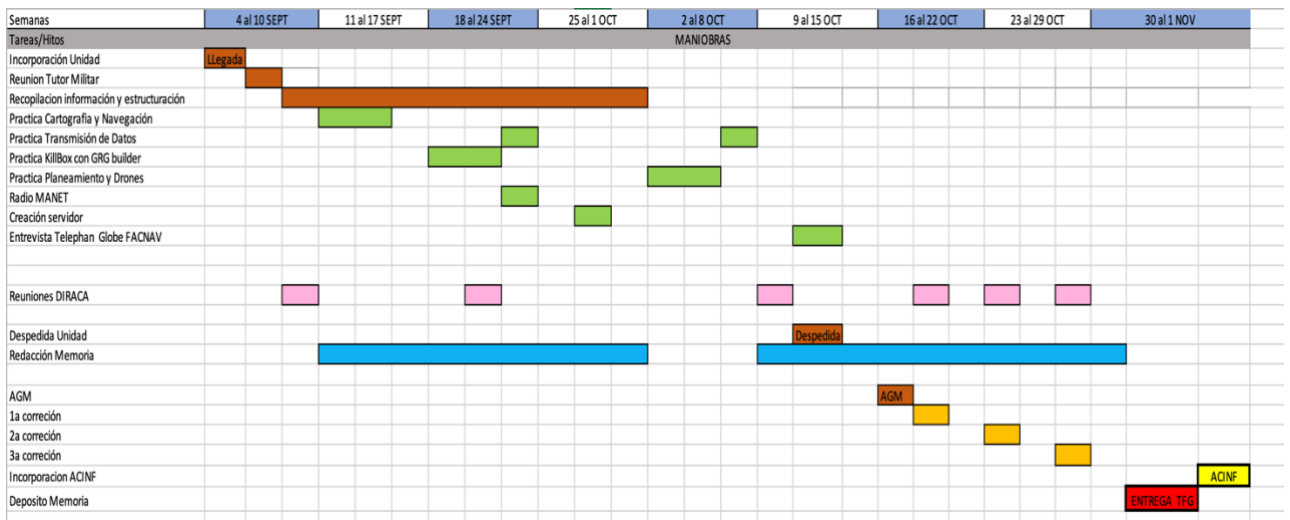 Semanas 4 al 10 SEPT 11 al 17 SEPT 18 al 24 SEPT 25 al 1 OCT 2 al 8 OCT 9 al 15 OCT 16 al 22 OCT 23 al 29 OCT 30 al 1 NOV
Tareas/Hitos MANIOBRAS
Incorporación Unidad LLegada
Reunion Tutor Militar
Recopilacion información y estructuración
Practica Cartografia y Navegación
Practica Transmisión de Datos
Practica KillBox con GRG builder
Practica Planeamiento y Drones
Radio MANET
Creación servidor
Entrevista Telephan Globe FACNAV
Reuniones DIRACA
Despedida Unidad Despedida
Redacción Memoria
AGM AGM
1a correción
2a correción
3a correción
Incorporacion ACINF ACINF
Deposito Memoria ENTREGA TFG